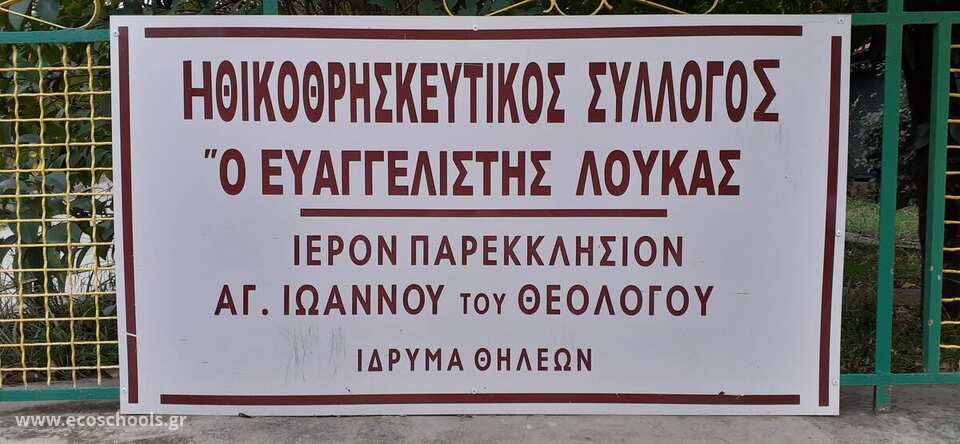 ΗΘΙΚΟΘΡΗΣΚΕΥΤΙΚΟΣ ΣΥΛΛΟΓΟΣ
"Ο ΕΥΑΓΓΕΛΙΣΤΗΣ ΛΟΥΚΑΣ
ΙΕΡΟΝ ΠΑΡΕΚΚΛΗΣΙΟΝ
ΑΓ. ΙΩΑΝΝΟΥ ΤΟΥ ΘΕΟΛΟΓΟΥ
ΙΔΡΥΜΑ ΘΗΛΕΩΝ
www.ecoschools.gr